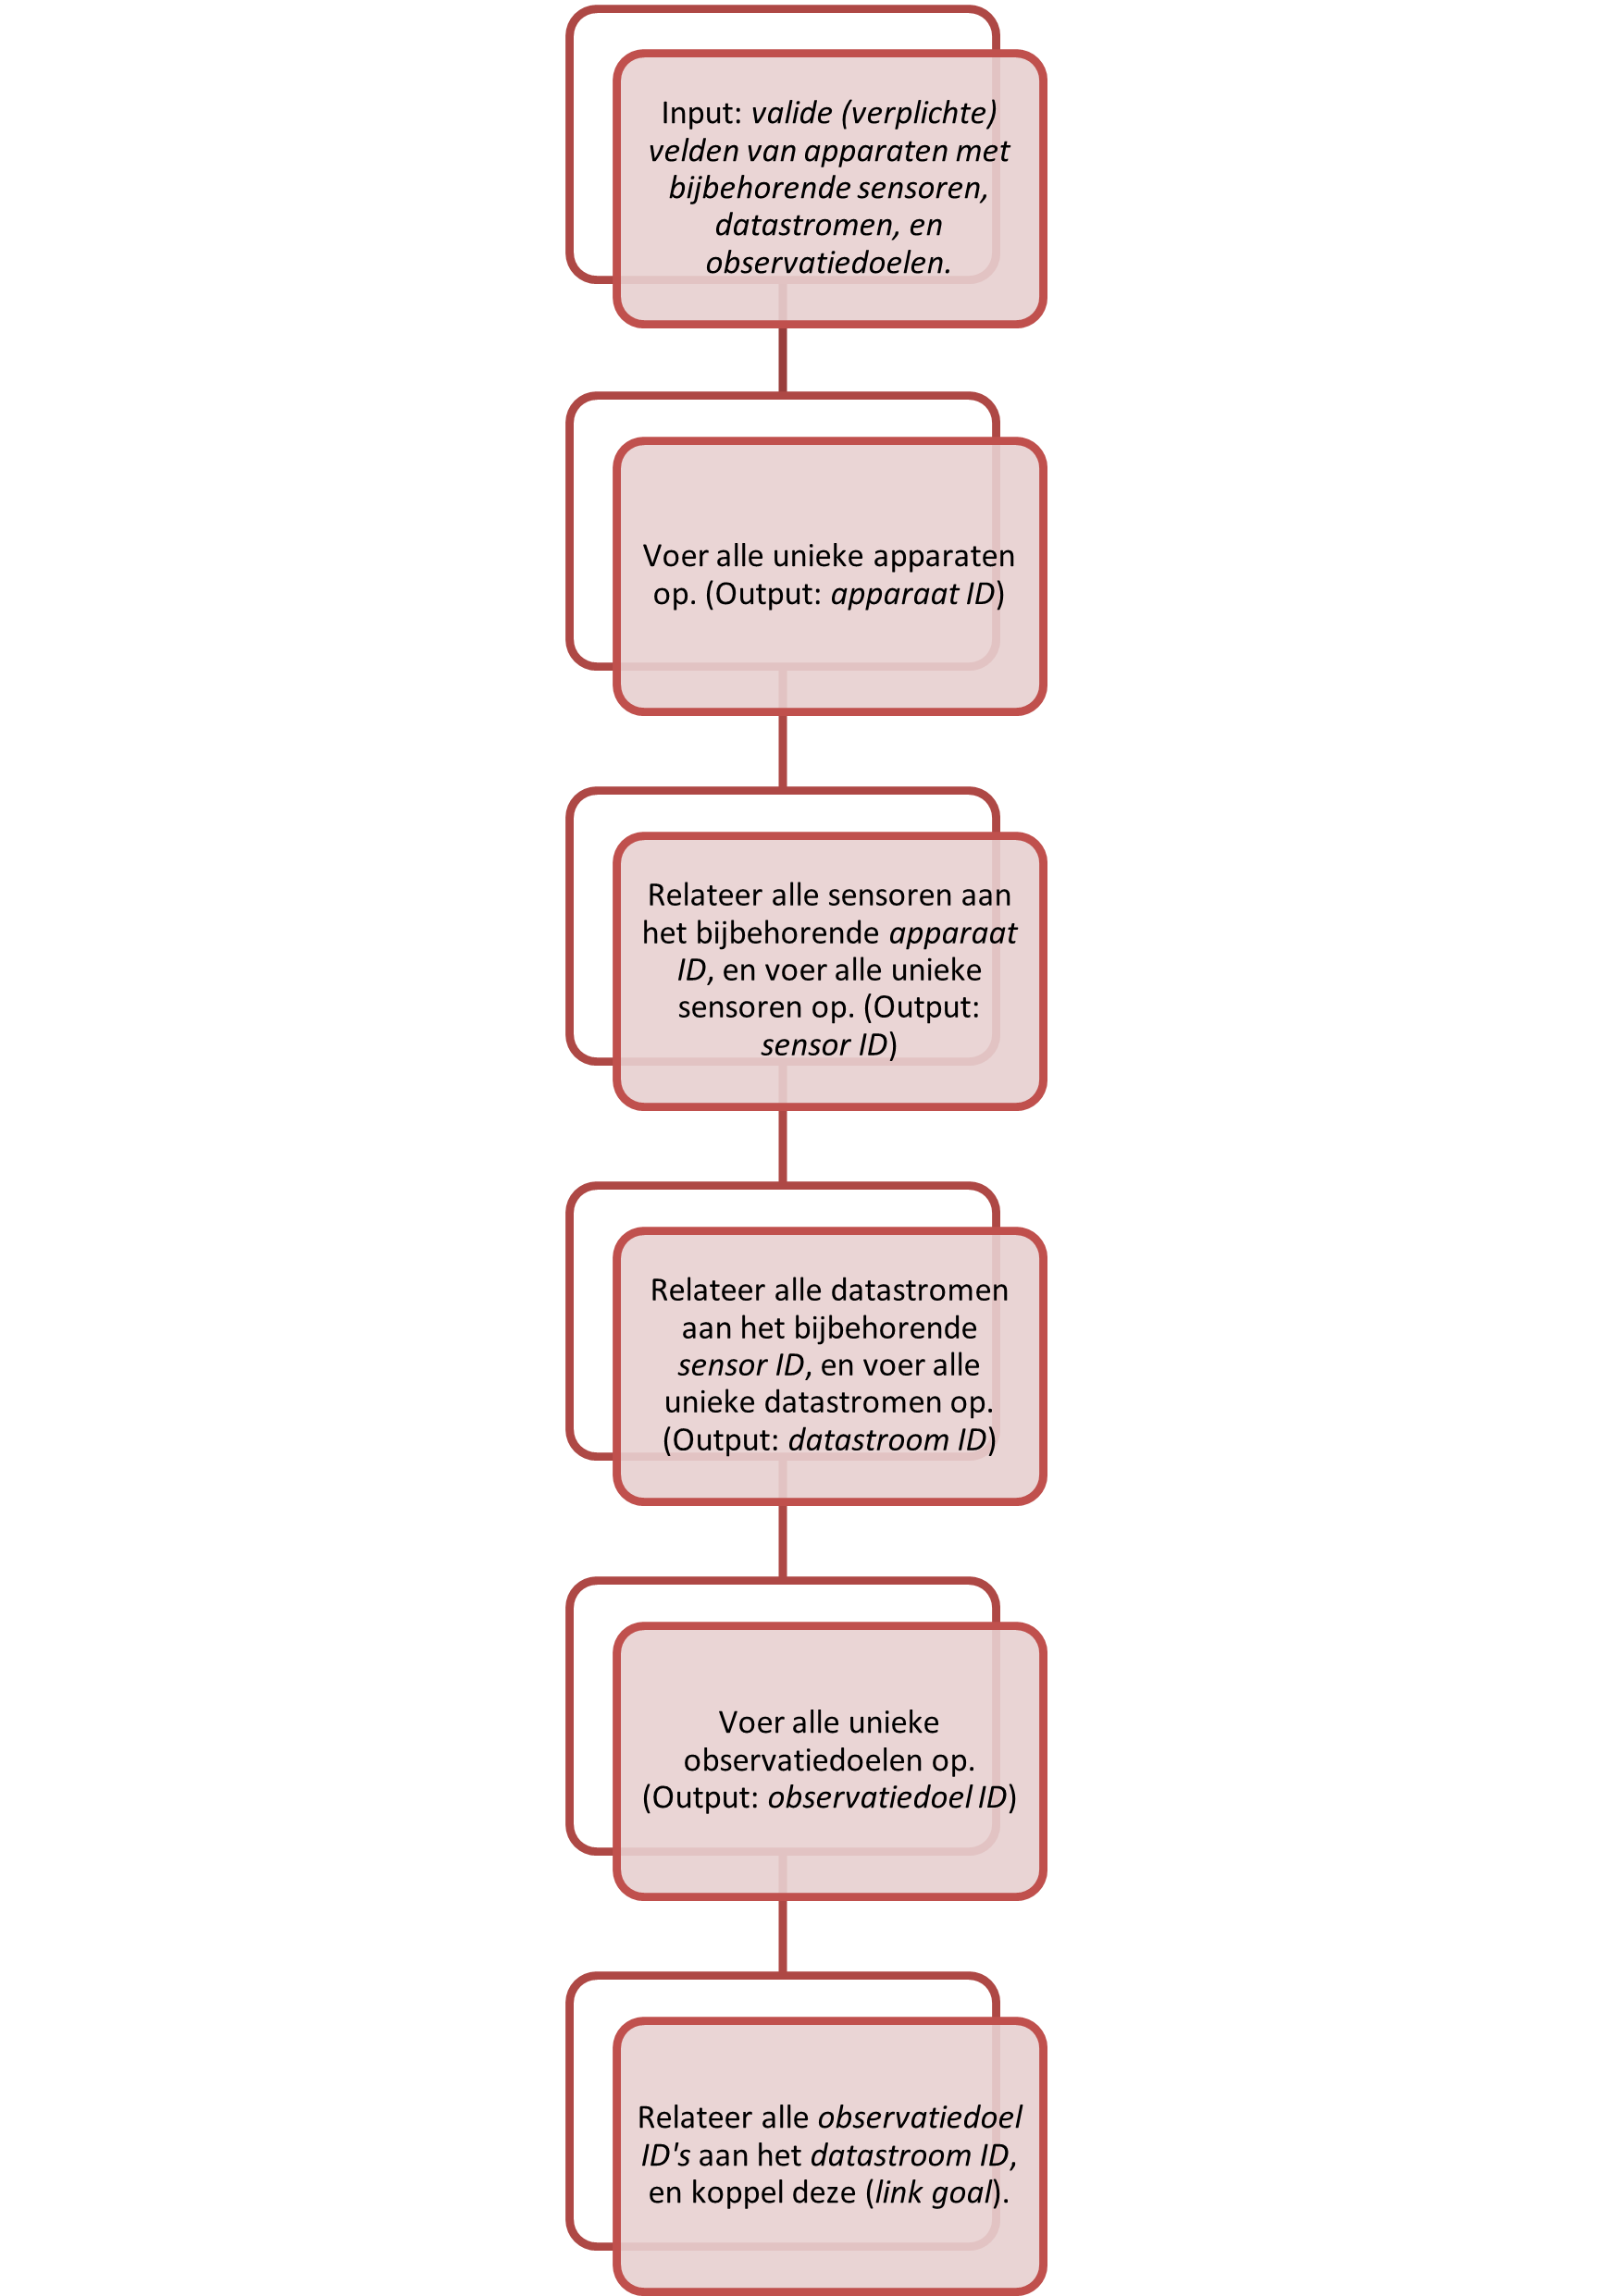 Input: valide (verplichte)
velden van apparaten met
bijbehorende sensoren,
datastromen, en
observatiedoelen.
Voer alle unieke apparaten
op. (Output: apparaat ID)
Relateer alle sensoren aan
het bijbehorende apparaat
ID, en voer alle unieke
sensoren op. (Output:
sensor ID)
Relateer alle datastromen
aan het bijbehorende
sensor ID, en voer alle
unieke datastromen op.
(Output: datastroom ID)
Voer alle unieke
observatiedoelen op.
(Output: observatiedoel ID)
Relateer alle observatiedoel
ID's aan het datastroom ID,
en koppel deze (link goal).